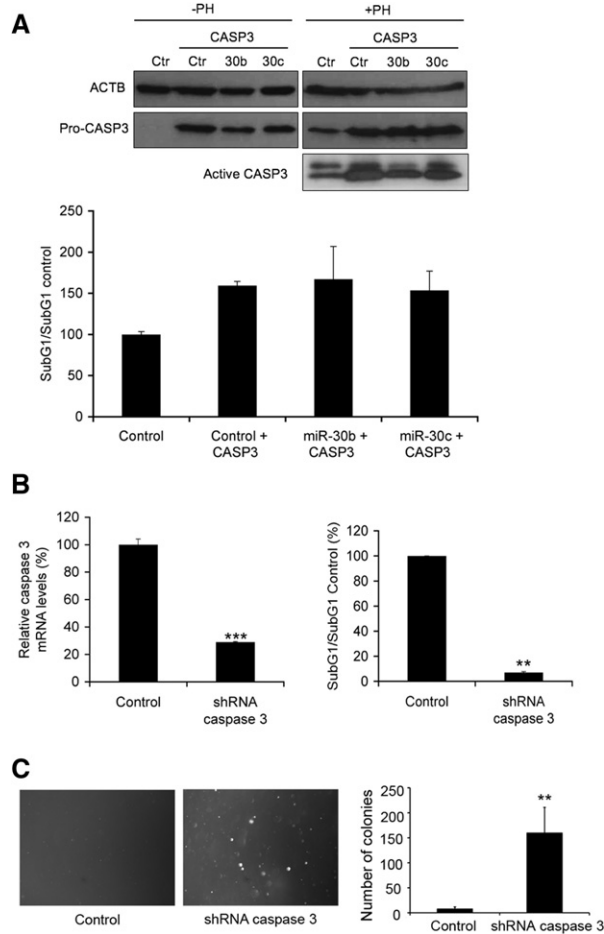 A
-PH
+PH
CASP3
CASP3
Ctr Ctr 30b 30c Ctr Ctr 30b 30c
ACTB
Pro-CASP3
Active CASP3
SubG1/SubG1 control
250
200
150
100
50
0
Control
Control +
CASP3
miR-30b +
CASP3
miR-30c +
CASP3
B
Relative caspase 3
mRNA levels (%)
120
100
80
60
40
20
0
***
Control
shRNA
caspase 3
SubG1/SubG1 Control (%)
120
100
80
60
40
20
0
**
Control
shRNA
caspase 3
C
Control
shRNA caspase 3
Number of colonies
250
200
150
100
50
0
**
Control
shRNA caspase 3